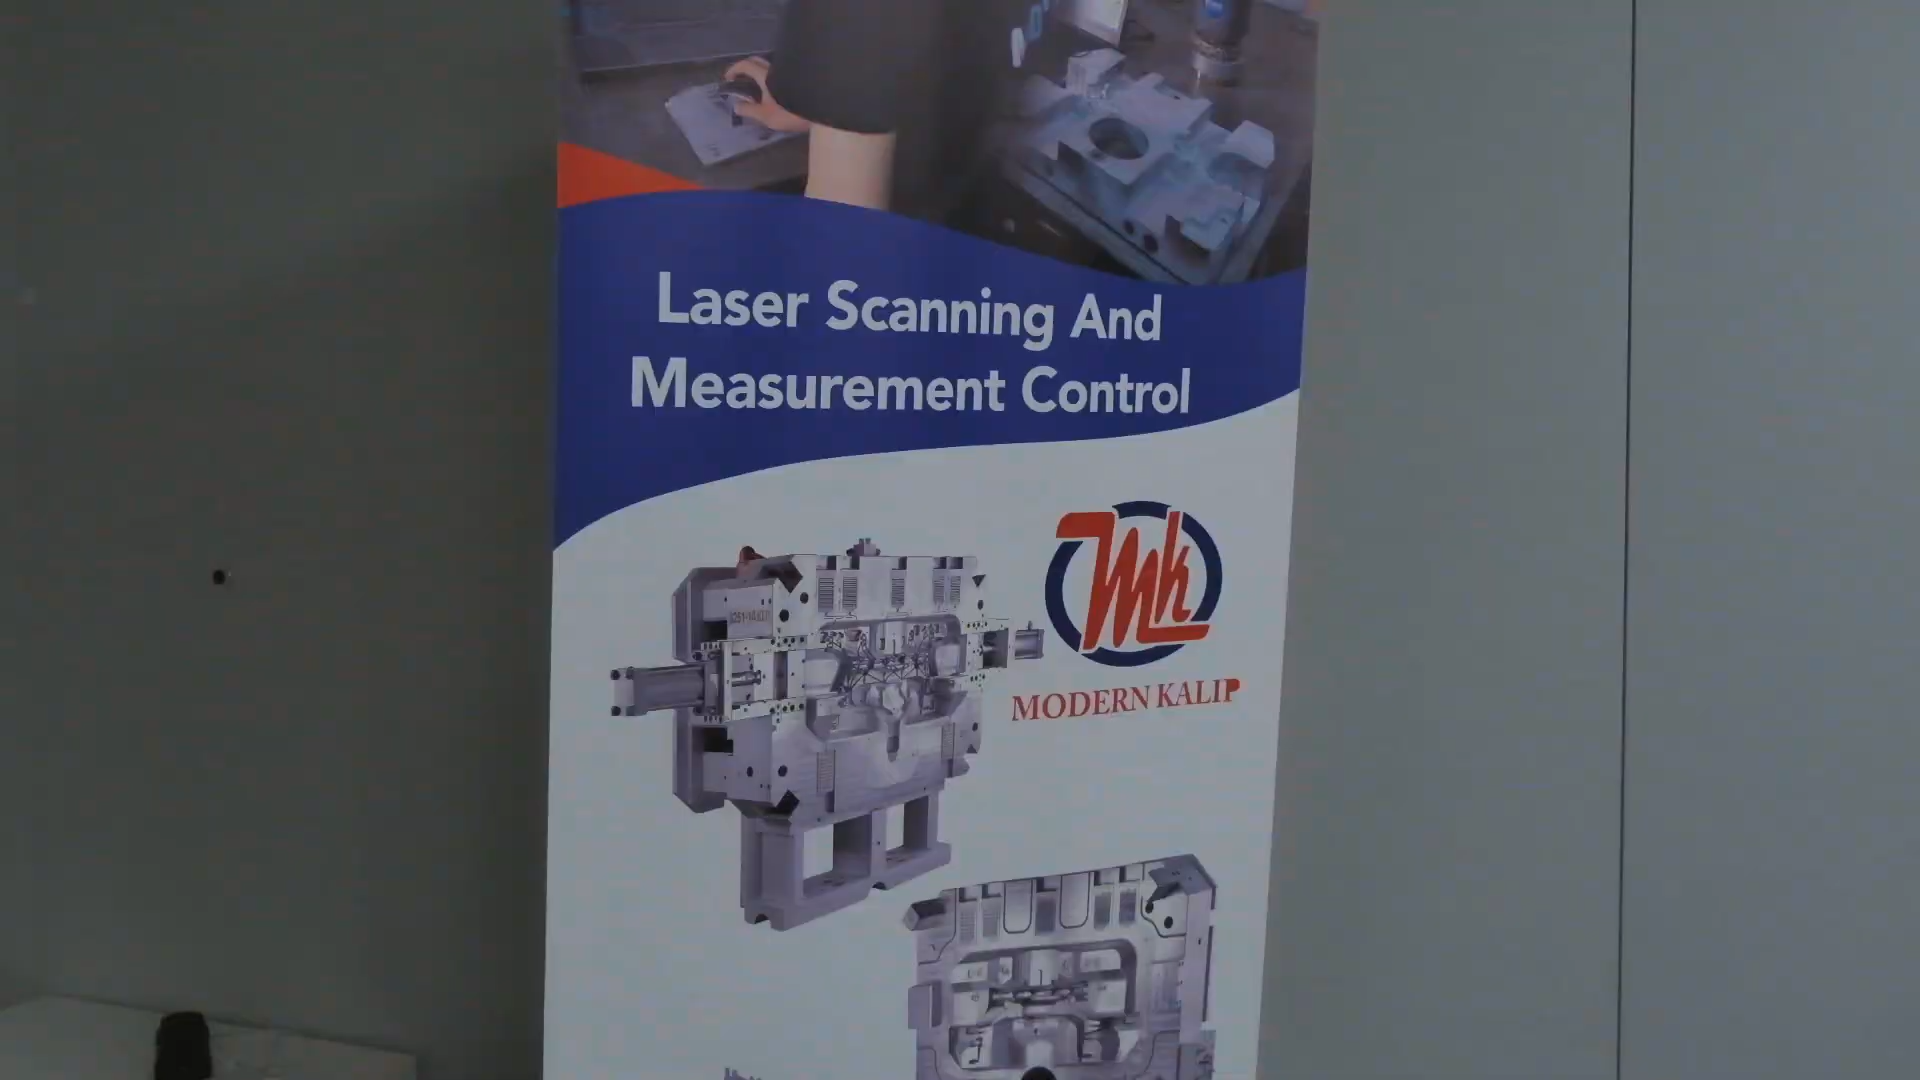 Laser Scanning And
Measurement Control
mk
MODERN KALIP